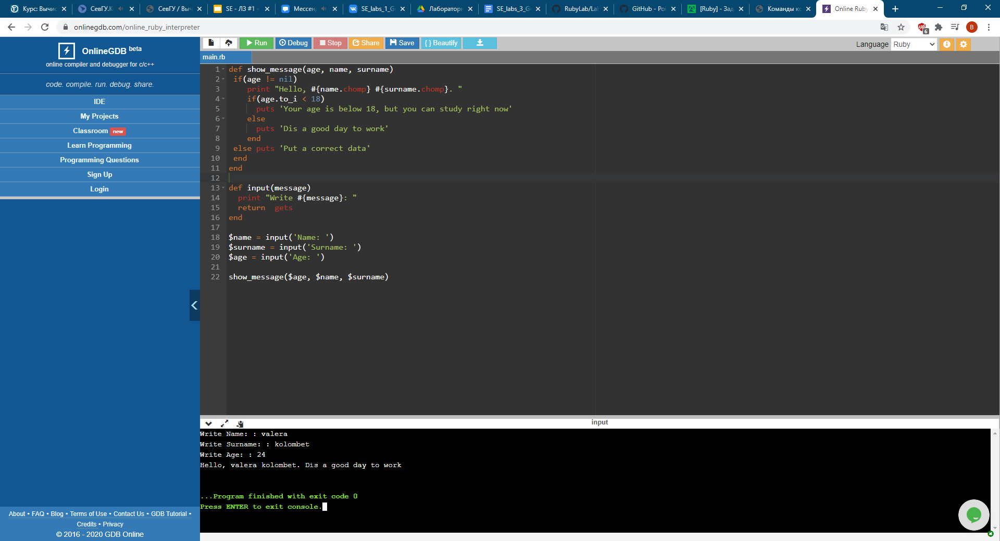 Курс: Вычис
СевГУ.К
СевГУ / Выч
SE - ЛЗ #1 -
Мессен
SE_labs_1_G
Лаборатор
SE_labs_3_G
RubyLab/La
GitHub - Po
[Ruby] - Зад
Команды к
Online Ruby
onlinegdb.com/online_ruby_interpreter
6
B
OnlineGDB beta
online compiler and debugger for c/c++
code. compile. run. debug. share.
IDE
My Projects
Classroom new
Learn Programming
Programming Questions
Sign Up
Login
About • FAQ • Blog • Terms of Use • Contact Us • GDB Tutorial •
Credits • Privacy
© 2016 - 2020 GDB Online
Run Debug Stop Share Save { } Beautify
Language Ruby
main.rb
1 def show_message(age, name, surname)
2 if(age != nil)
3 print "Hello, #{name.chomp} #{surname.chomp}. "
4 if(age.to_i < 18)
5 puts 'Your age is below 18, but you can study right now'
6 else
7 puts 'Dis a good day to work'
8 end
9 else puts 'Put a correct data'
10 end
11 end
12
13 def input(message)
14 print "Write #{message}: "
15 return  gets
16 end
17
18 $name = input('Name: ')
19 $surname = input('Surname: ')
20 $age = input('Age: ')
21
22 show_message($age, $name, $surname)
input
Write Name: : valera
Write Surname: : kolombet
Write Age: : 24
Hello, valera kolombet. Dis a good day to work
...Program finished with exit code 0
Press ENTER to exit console.